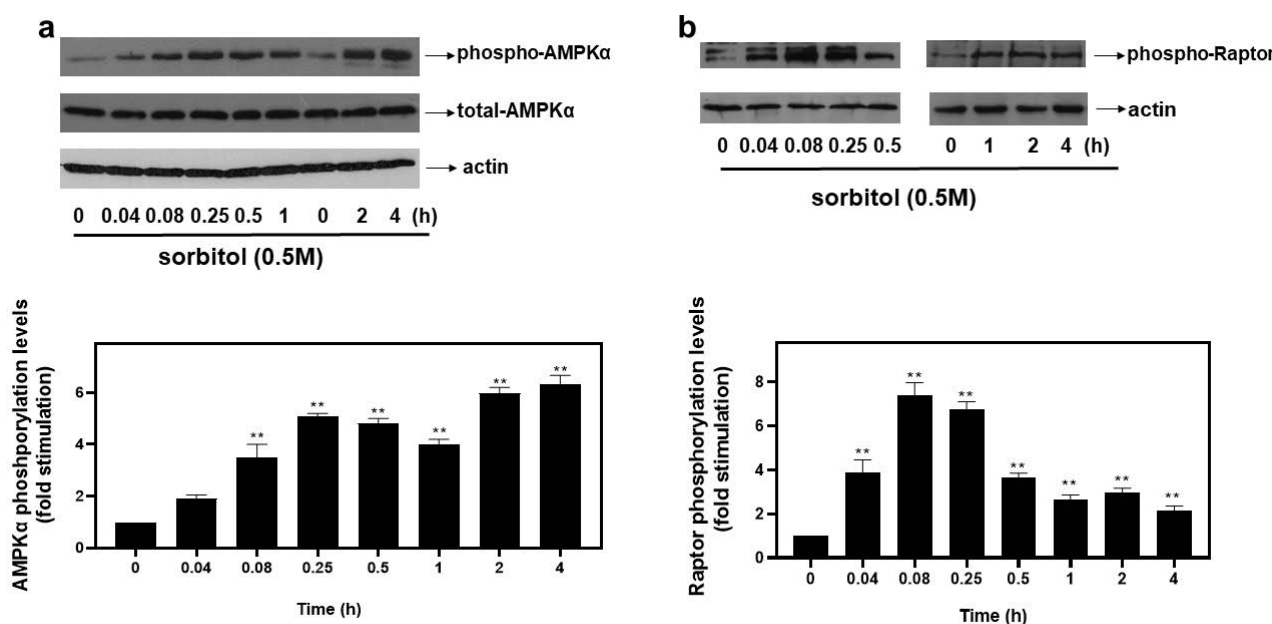 a
phospho-AMPKα
total-AMPKα
actin
0 0.04 0.08 0.25 0.5 1 0 2 4 (h)
sorbitol (0.5M)
b
phospho-Raptor
actin
0 0.04 0.08 0.25 0.5 0 1 2 4 (h)
sorbitol (0.5M)
AMPKα phoshporylation levels
(fold stimulation)
6
4
2
0
** ** ** ** ** **
0 0.04 0.08 0.25 0.5 1 2 4
Time (h)
Raptor phosphorylation levels
(fold stimulation)
8
6
4
2
0
** ** ** ** ** ** **
0 0.04 0.08 0.25 0.5 1 2 4
Time (h)